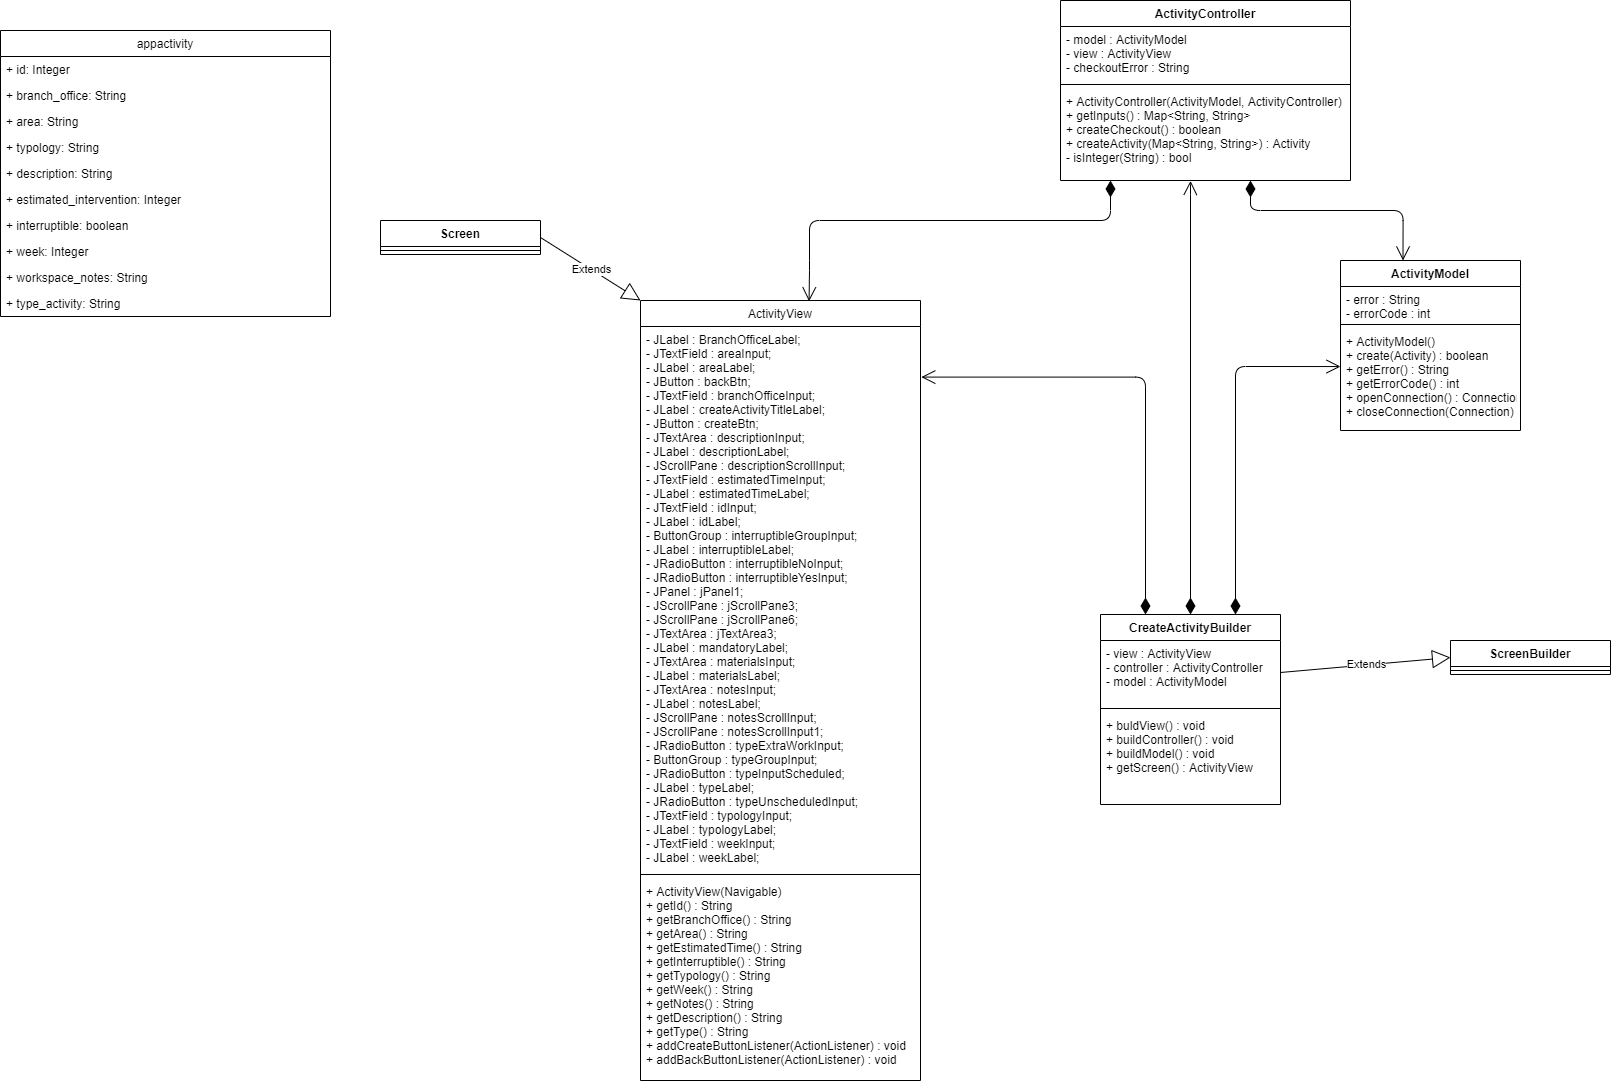 appactivity
+ id: Integer
+ branch_office: String
+ area: String
+ typology: String
+ description: String
+ estimated_intervention: Integer
+ interruptible: boolean
+ week: Integer
+ workspace_notes: String
+ type_activity: String
Screen
Extends
ActivityView
- JLabel : BranchOfficeLabel;
- JTextField : areaInput;
- JLabel : areaLabel;
- JButton : backBtn;
- JTextField : branchOfficeInput;
- JLabel : createActivityTitleLabel;
- JButton : createBtn;
- JTextArea : descriptionInput;
- JLabel : descriptionLabel;
- JScrollPane : descriptionScrollInput;
- JTextField : estimatedTimeInput;
- JLabel : estimatedTimeLabel;
- JTextField : idInput;
- JLabel : idLabel;
- ButtonGroup : interruptibleGroupInput;
- JLabel : interruptibleLabel;
- JRadioButton : interruptibleNoInput;
- JRadioButton : interruptibleYesInput;
- JPanel : jPanel1;
- JScrollPane : jScrollPane3;
- JScrollPane : jScrollPane6;
- JTextArea : jTextArea3;
- JLabel : mandatoryLabel;
- JTextArea : materialsInput;
- JLabel : materialsLabel;
- JTextArea : notesInput;
- JLabel : notesLabel;
- JScrollPane : notesScrollInput;
- JScrollPane : notesScrollInput1;
- JRadioButton : typeExtraWorkInput;
- ButtonGroup : typeGroupInput;
- JRadioButton : typeInputScheduled;
- JLabel : typeLabel;
- JRadioButton : typeUnscheduledInput;
- JTextField : typologyInput;
- JLabel : typologyLabel;
- JTextField : weekInput;
- JLabel : weekLabel;
+ ActivityView(Navigable)
+ getId() : String
+ getBranchOffice() : String
+ getArea() : String
+ getEstimatedTime() : String
+ getInterruptible() : String
+ getTypology() : String
+ getWeek() : String
+ getNotes() : String
+ getDescription() : String
+ getType() : String
+ addCreateButtonListener(ActionListener) : void
+ addBackButtonListener(ActionListener) : void
ActivityController
- model : ActivityModel
- view : ActivityView
- checkoutError : String
+ ActivityController(ActivityModel, ActivityController)
+ getInputs() : Map<String, String>
+ createCheckout() : boolean
+ createActivity(Map<String, String>) : Activity
- isInteger(String) : bool
ActivityModel
- error : String
- errorCode : int
+ ActivityModel()
+ create(Activity) : boolean
+ getError() : String
+ getErrorCode() : int
+ openConnection() : Connectio
+ closeConnection(Connection)
CreateActivityBuilder
- view : ActivityView
- controller : ActivityController
- model : ActivityModel
+ buldView() : void
+ buildController() : void
+ buildModel() : void
+ getScreen() : ActivityView
Extends
ScreenBuilder